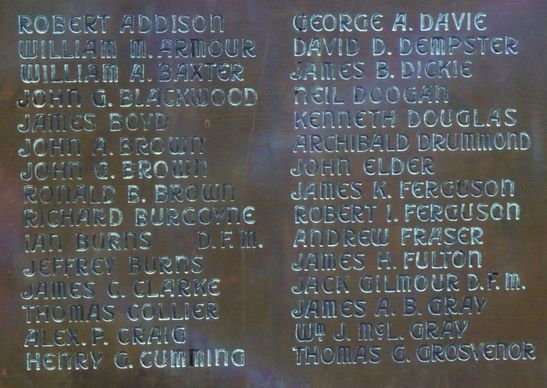 ROBERT ADDISON
WILLIAM M. ARMOUR
WILLIAM A. BAXTER
JOHN G. BLACKWOOD
JAMES BOYD
JOHN A. BROWN
JOHN G. BROWN
RONALD B. BROWN
RICHARD BURGOYNE
IAN BURNS D.F.M.
JEFFREY BURNS
JAMES C. CLARKE
THOMAS COLLIER
ALEX. P. CRAIG
HENRY G. CUMMING
GEORGE A. DAVIE
DAVID D. DEMPSTER
JAMES B. DICKIE
NEIL DOOGAN
KENNETH DOUGLAS
ARCHIBALD DRUMMOND
JOHN ELDER
JAMES K. FERGUSON
ROBERT I. FERGUSON
ANDREW FRASER
JAMES H. FULTON
JACK GILMOUR D.F.M.
JAMES A. B. GRAY
WM J. McL. GRAY
THOMAS G. GROSVENOR